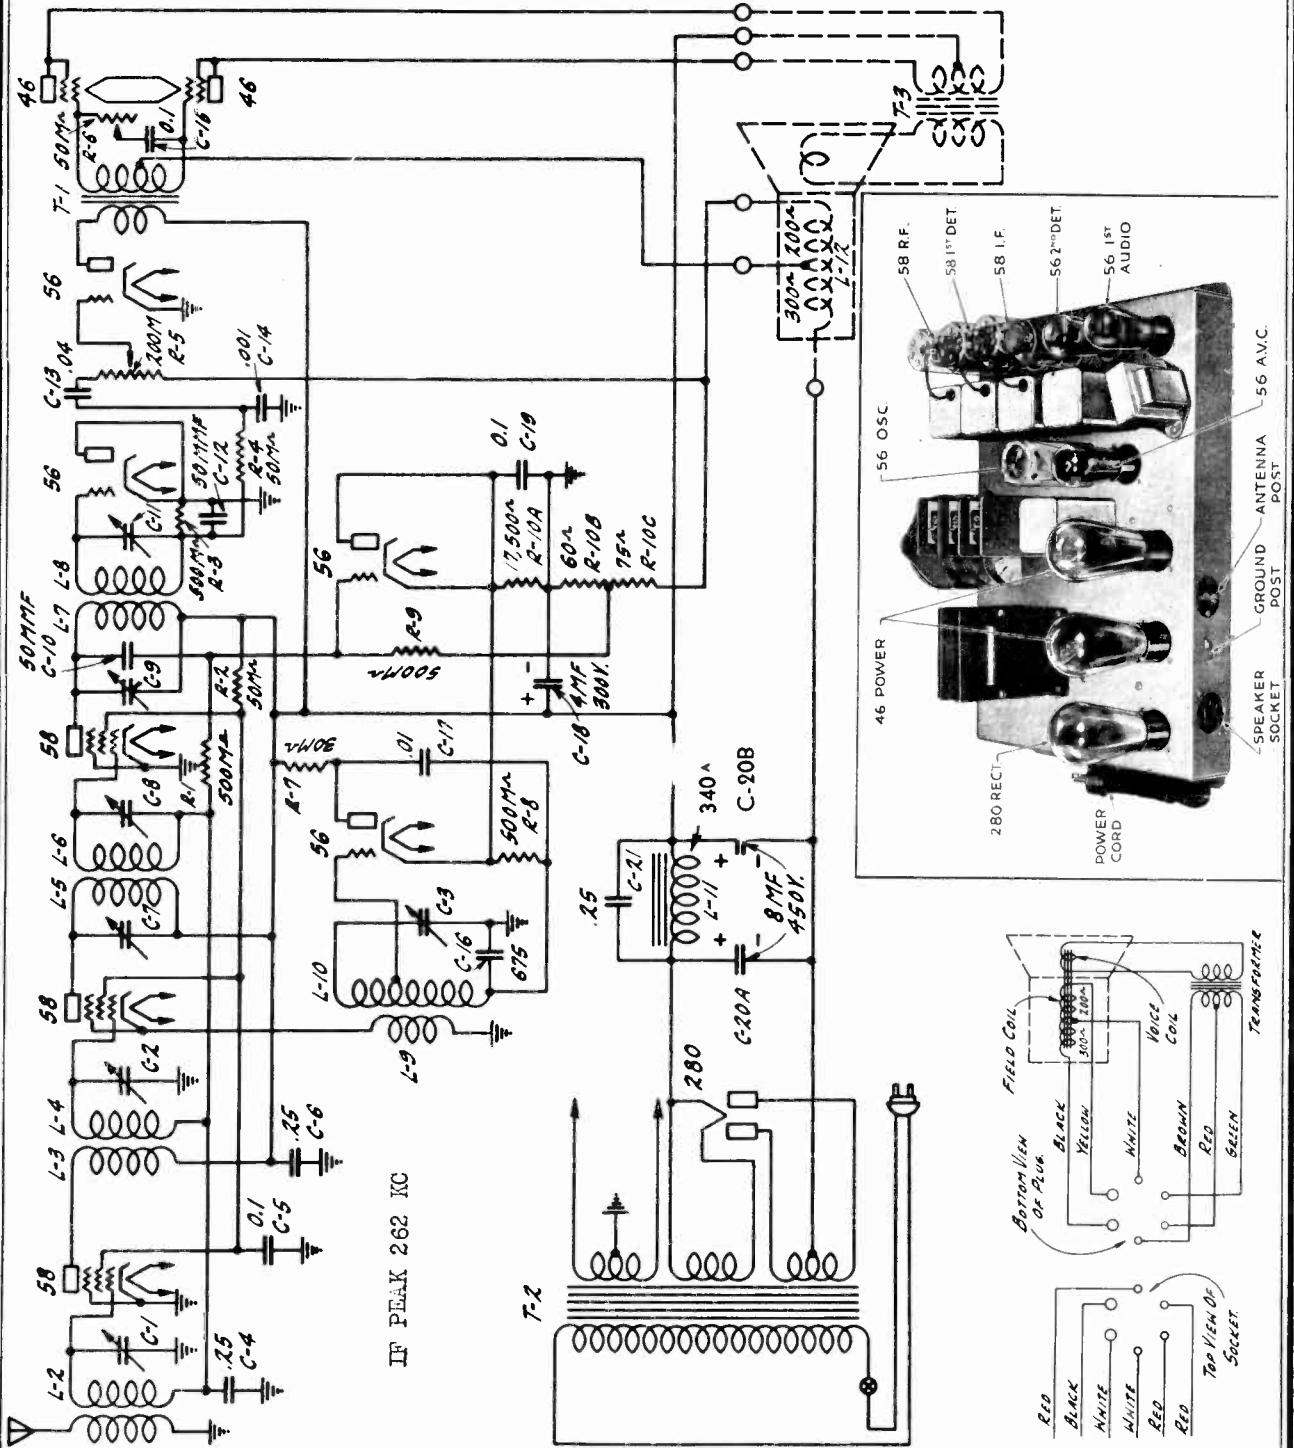 46
46
50M~
R-6
0.1
C-16
T-1
56
200M
R-5
C-13
.04
.001
C-14
56
50MMF
C-12
R-4
50M~
C-11
500M~
R-3
L-8
L-7
50MMF
C-10
C-9
R-2
50M~
58
C-8
R-1
500M~
L-6
L-5
C-7
58
C-2
L-4
L-3
.25
C-6
0.1
C-5
58
C-1
L-2
.25
C-4
56
0.1
C-19
17,500~
R-10A
60~
R-10B
75~
R-10C
R-9
500M~
+ -
4MF
300V.
C-18
30M~
R-7
.01
C-17
56
500M~
R-8
C-3
C-16
675
L-10
L-9
IF PEAK 262 KC
T-3
300~ 200~
L-12
340~
C-20B
.25
C-21
L-11
+ +
- -
8 MF
450V.
C-20A
280
T-2
58 R.F.
58 1ST DET.
58 I.F.
56 2ND DET.
56 1ST
AUDIO
56 OSC.
56 A.V.C.
ANTENNA
POST
GROUND
POST
SPEAKER
SOCKET
46 POWER
280 RECT.
POWER
CORD
FIELD COIL
300~ 200~
VOICE
COIL
TRANSFORMER
BLACK
YELLOW
WHITE
BROWN
RED
GREEN
BOTTOM VIEW
OF PLUG.
RED
BLACK
WHITE
WHITE
RED
RED
TOP VIEW OF
SOCKET.